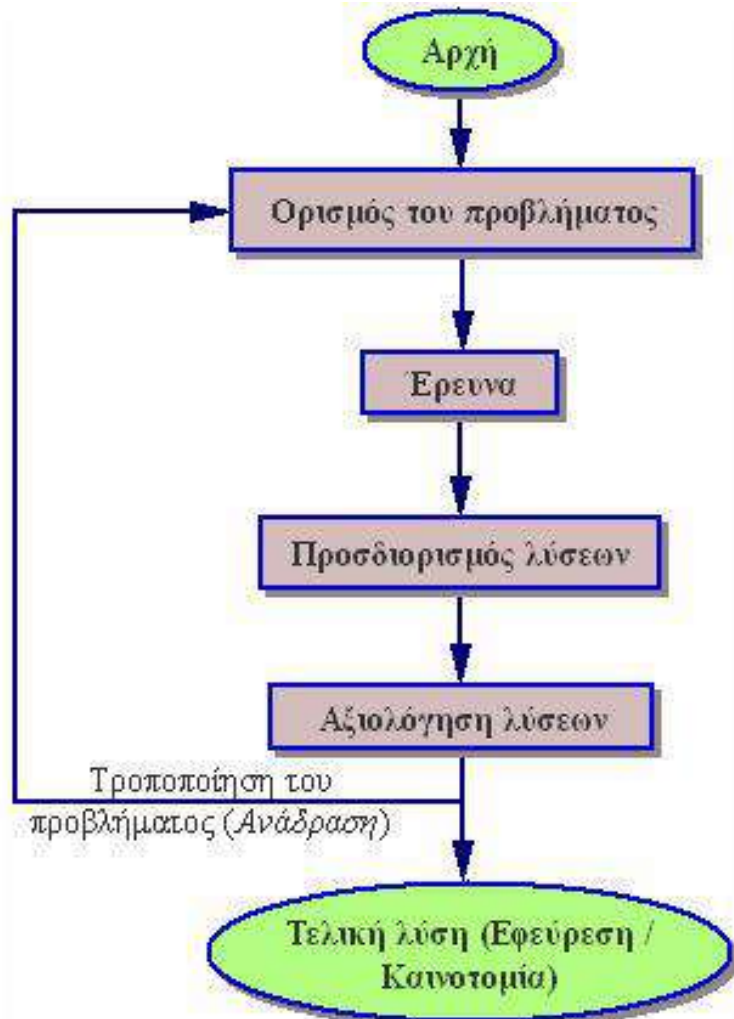 Αρχή
Ορισμός του προβλήματος
Έρευνα
Προσδιορισμός λύσεων
Αξιολόγηση λύσεων
Τροποποίηση του
προβλήματος (Ανάδραση)
Τελική λύση (Εφεύρεση /
Καινοτομία)